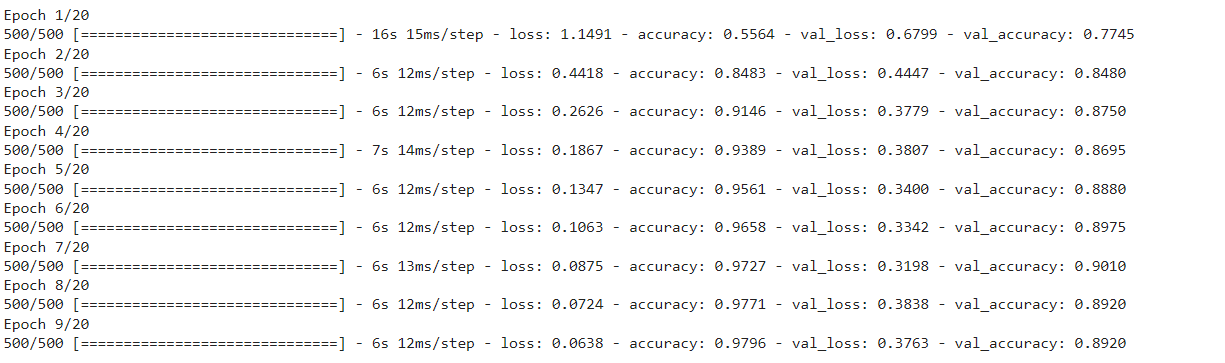 Epoch 1/20
500/500 [==============================] - 16s 15ms/step - loss: 1.1491 - accuracy: 0.5564 - val_loss: 0.6799 - val_accuracy: 0.7745
Epoch 2/20
500/500 [==============================] - 6s 12ms/step - loss: 0.4418 - accuracy: 0.8483 - val_loss: 0.4447 - val_accuracy: 0.8480
Epoch 3/20
500/500 [==============================] - 6s 12ms/step - loss: 0.2626 - accuracy: 0.9146 - val_loss: 0.3779 - val_accuracy: 0.8750
Epoch 4/20
500/500 [==============================] - 7s 14ms/step - loss: 0.1867 - accuracy: 0.9389 - val_loss: 0.3807 - val_accuracy: 0.8695
Epoch 5/20
500/500 [==============================] - 6s 12ms/step - loss: 0.1347 - accuracy: 0.9561 - val_loss: 0.3400 - val_accuracy: 0.8880
Epoch 6/20
500/500 [==============================] - 6s 12ms/step - loss: 0.1063 - accuracy: 0.9658 - val_loss: 0.3342 - val_accuracy: 0.8975
Epoch 7/20
500/500 [==============================] - 6s 13ms/step - loss: 0.0875 - accuracy: 0.9727 - val_loss: 0.3198 - val_accuracy: 0.9010
Epoch 8/20
500/500 [==============================] - 6s 12ms/step - loss: 0.0724 - accuracy: 0.9771 - val_loss: 0.3838 - val_accuracy: 0.8920
Epoch 9/20
500/500 [==============================] - 6s 12ms/step - loss: 0.0638 - accuracy: 0.9796 - val_loss: 0.3763 - val_accuracy: 0.8920